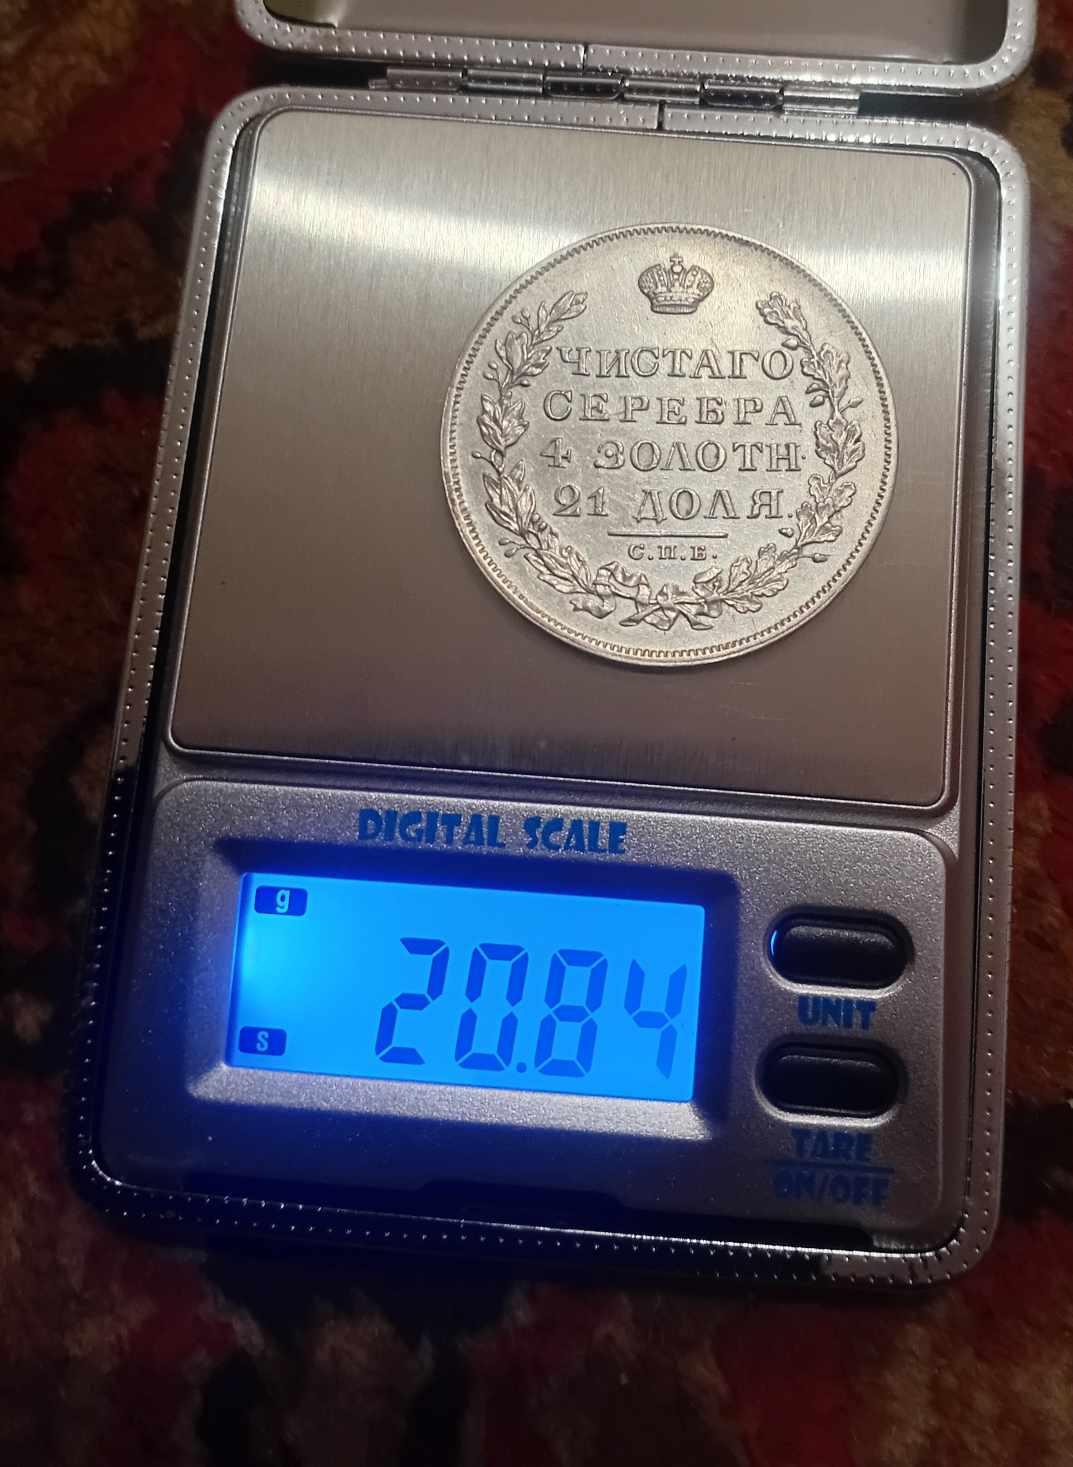 ЧИСТАГО
СЕРЕБРА
4 ЗОЛОТН.
21 ДОЛЯ.
С.П.Б.
DIGITAL SCALE
g
20.84
s
UNIT
TARE
ON/OFF